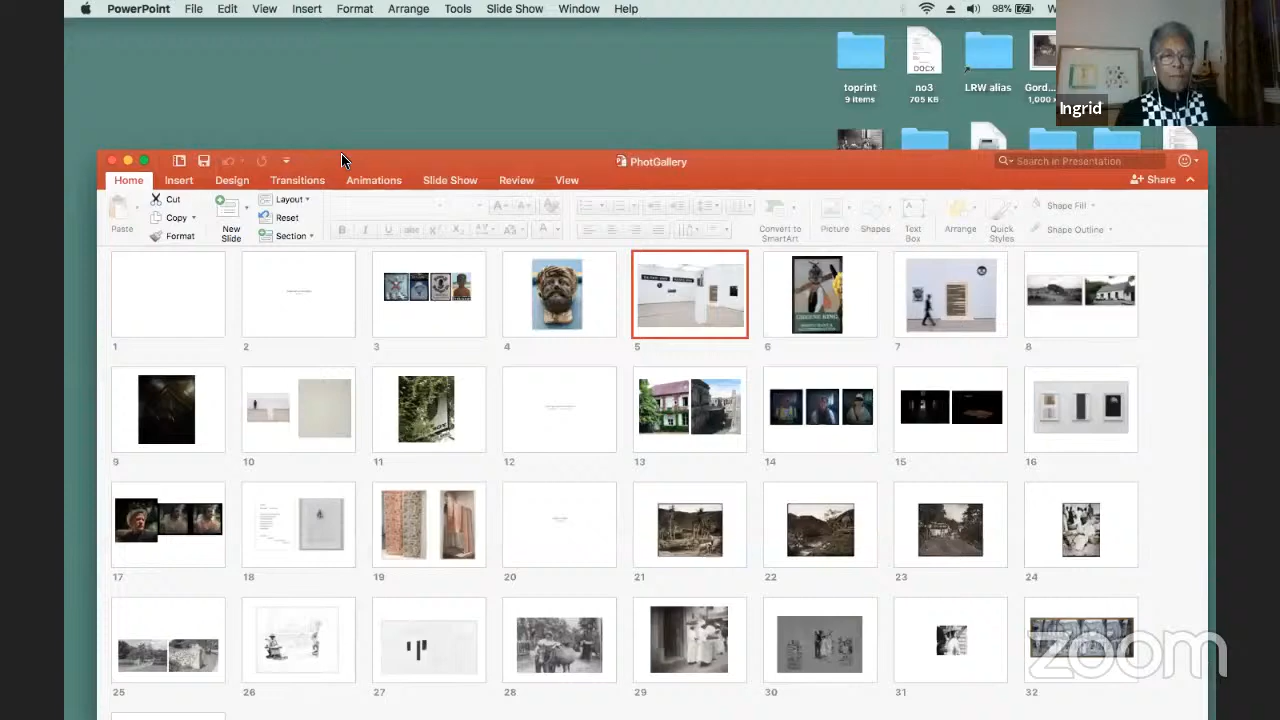 PowerPoint File Edit View Insert Format Arrange Tools Slide Show Window Help 98% W
toprint
9 items
DOCX
no3
705 KB
LRW alias
Gord...
1,000
Ingrid
PhotGallery
Search in Presentation
Home Insert Design Transitions Animations Slide Show Review View
Share
Paste
Cut
Copy
Format
New
Slide
Layout
Reset
Section
Convert to
SmartArt
Picture
Shapes
Text
Box
Arrange
Quick
Styles
Shape Fill
Shape Outline
1 2 3 4 5 6 7 8
9 10 11 12 13 14 15 16
17 18 19 20 21 22 23 24
25 26 27 28 29 30 31 32
zoom